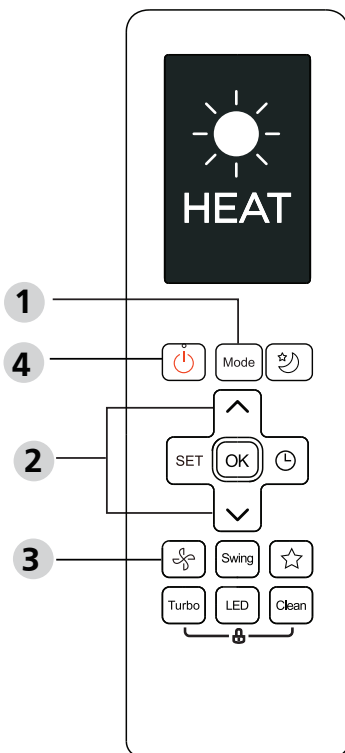 HEAT
1
4
Mode
2
SET OK
3
Swing
Turbo LED Clean